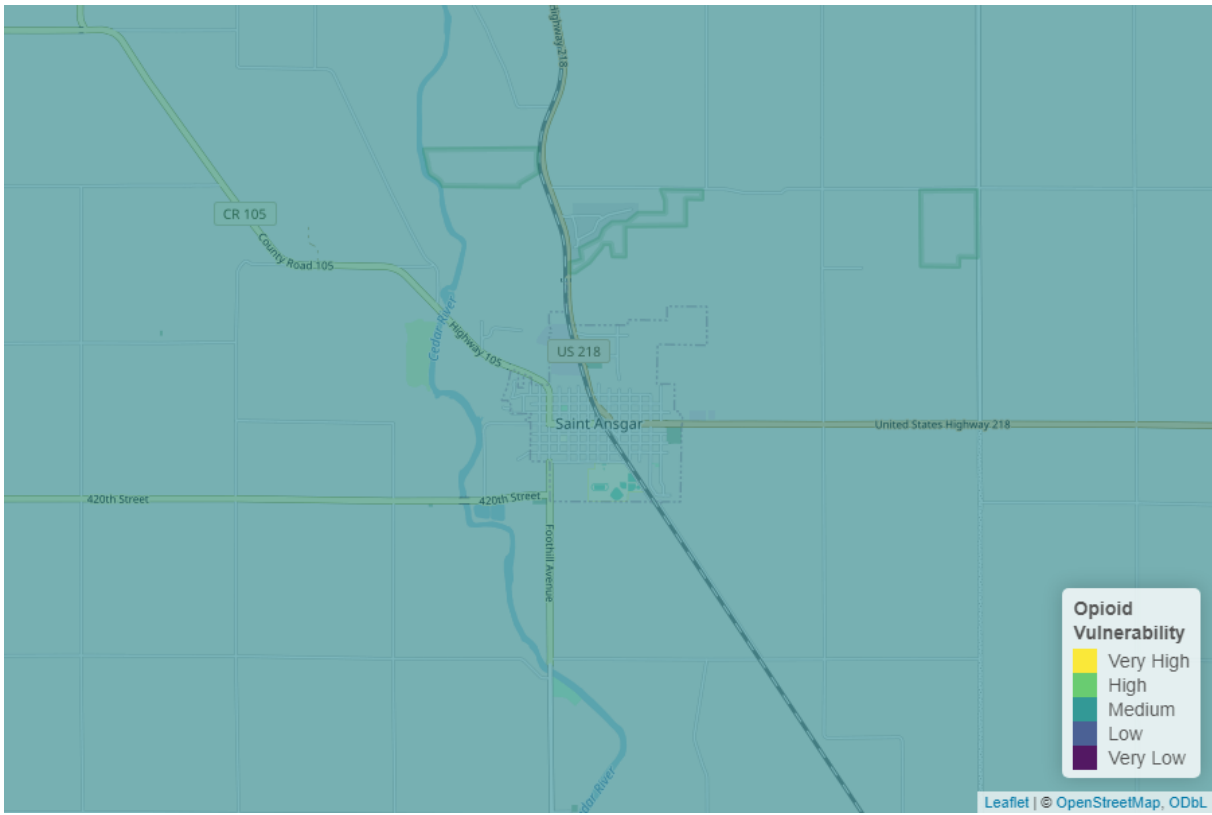 Highway 218
CR 105
County Road 105
Cedar River
Highway 105
US 218
Saint Ansgar
United States Highway 218
420th Street
420th Street
Foothill Avenue
dar River
Opioid
Vulnerability
Very High
High
Medium
Low
Very Low
Leaflet | © OpenStreetMap, ODbL